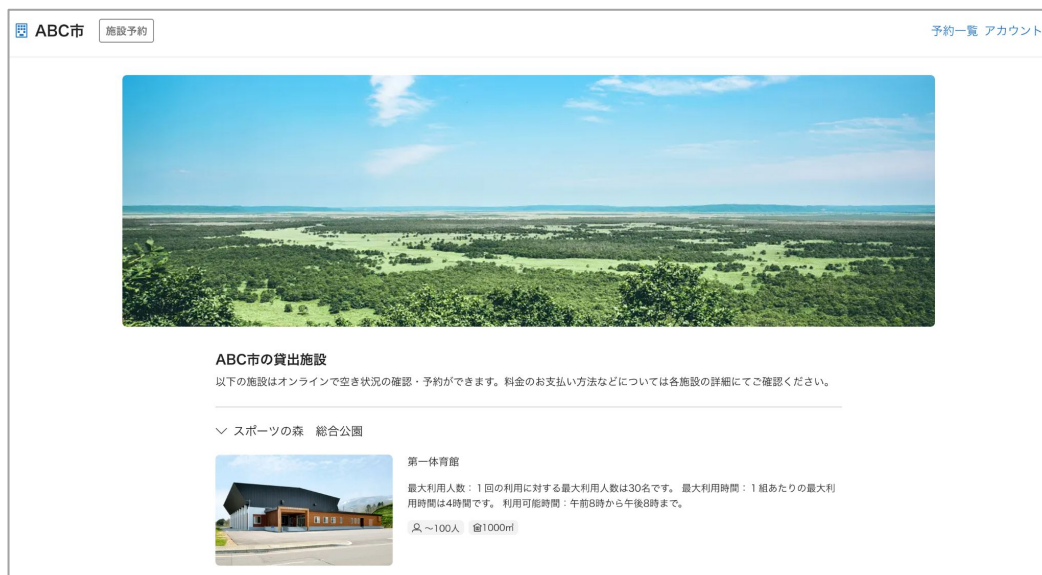 ABC市 施設予約 予約一覧 アカウント
ABC市の貸出施設
以下の施設はオンラインで空き状況の確認・予約ができます。料金のお支払い方法などについては各施設の詳細にてご確認ください。
スポーツの森　総合公園
第一体育館
最大利用人数：1回の利用に対する最大利用人数は30名です。 最大利用時間：1組あたりの最大利
用時間は4時間です。 利用可能時間：午前8時から午後8時まで。
〜100人 1000㎡